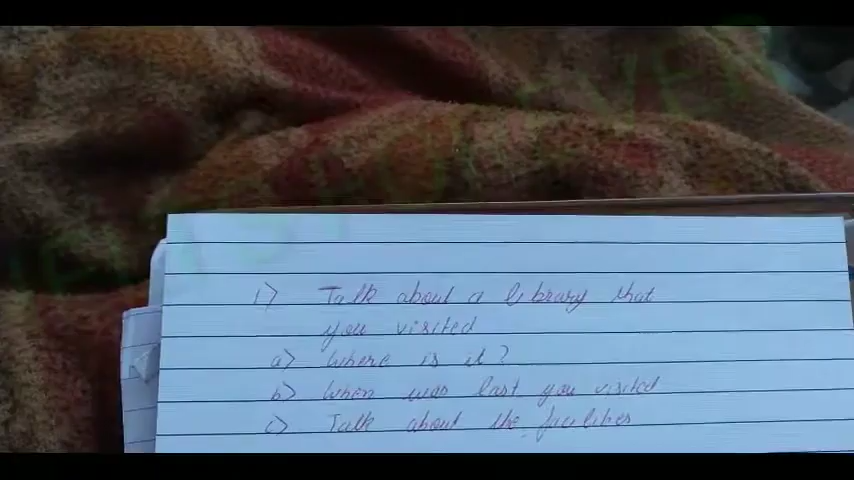 1) Talk about a library that
you visited
a) Where is it?
b) When was last you visited
c) Talk about the facilities